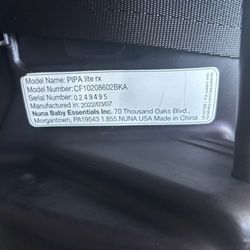 Model Name: PIPA lite rx
Model Number: CF10208602BKA
Serial Number: 0249495
Manufactured in: 2022/03/07
Nuna Baby Essentials Inc. 70 Thousand Oaks Blvd.,
Morgantown, PA19543 1.855.NUNA USA Made in China